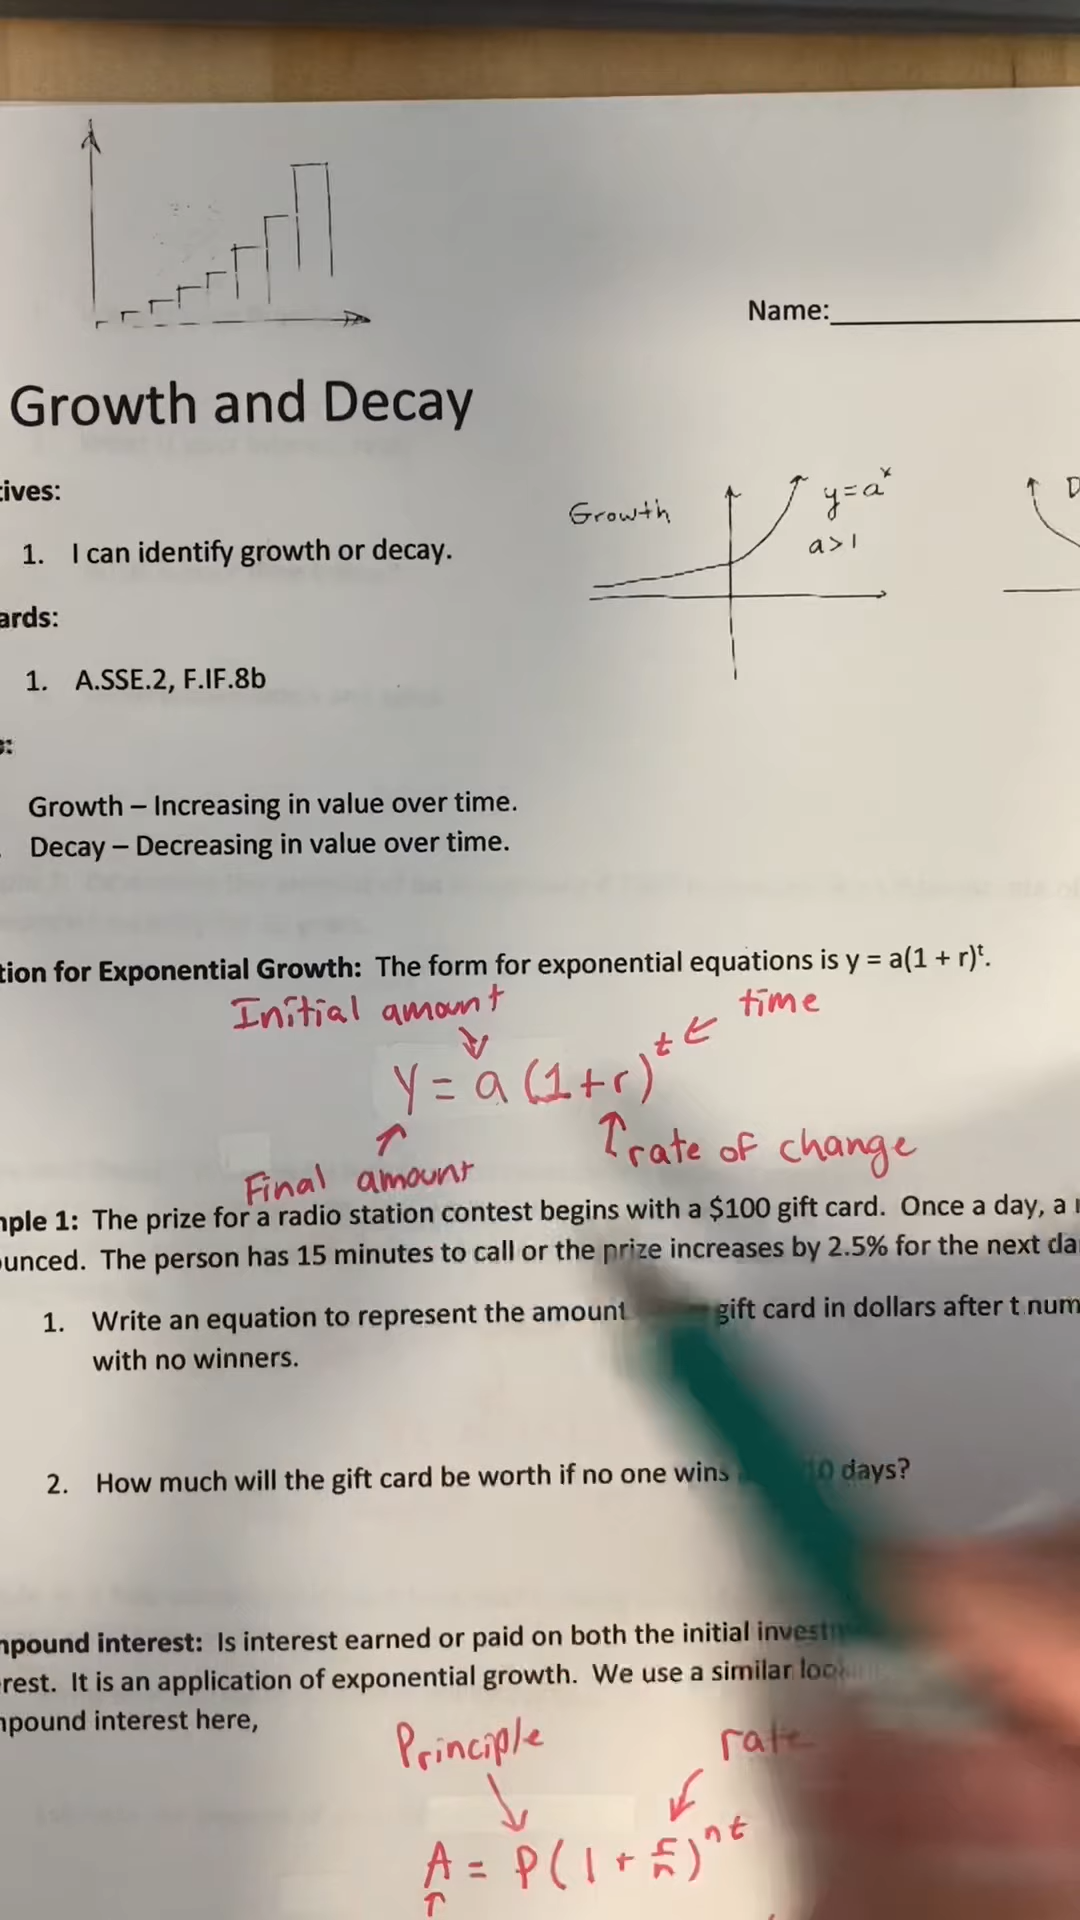 Name:
Growth and Decay
ives:
Growth
y=aˣ
a>1
D
1. I can identify growth or decay.
ards:
1. A.SSE.2, F.IF.8b
Growth – Increasing in value over time.
Decay – Decreasing in value over time.
tion for Exponential Growth: The form for exponential equations is y = a(1 + r)ᵗ.
Initial amount
time
y = a (1+r)ᵗ
rate of change
Final amount
ple 1: The prize for a radio station contest begins with a $100 gift card. Once a day, a
ounced. The person has 15 minutes to call or the prize increases by 2.5% for the next da
1. Write an equation to represent the amount gift card in dollars after t num
with no winners.
2. How much will the gift card be worth if no one wins 10 days?
pound interest: Is interest earned or paid on both the initial invest
rest. It is an application of exponential growth. We use a similar loo
pound interest here,
Principle
rate
A = P(1 + r/n)ⁿᵗ